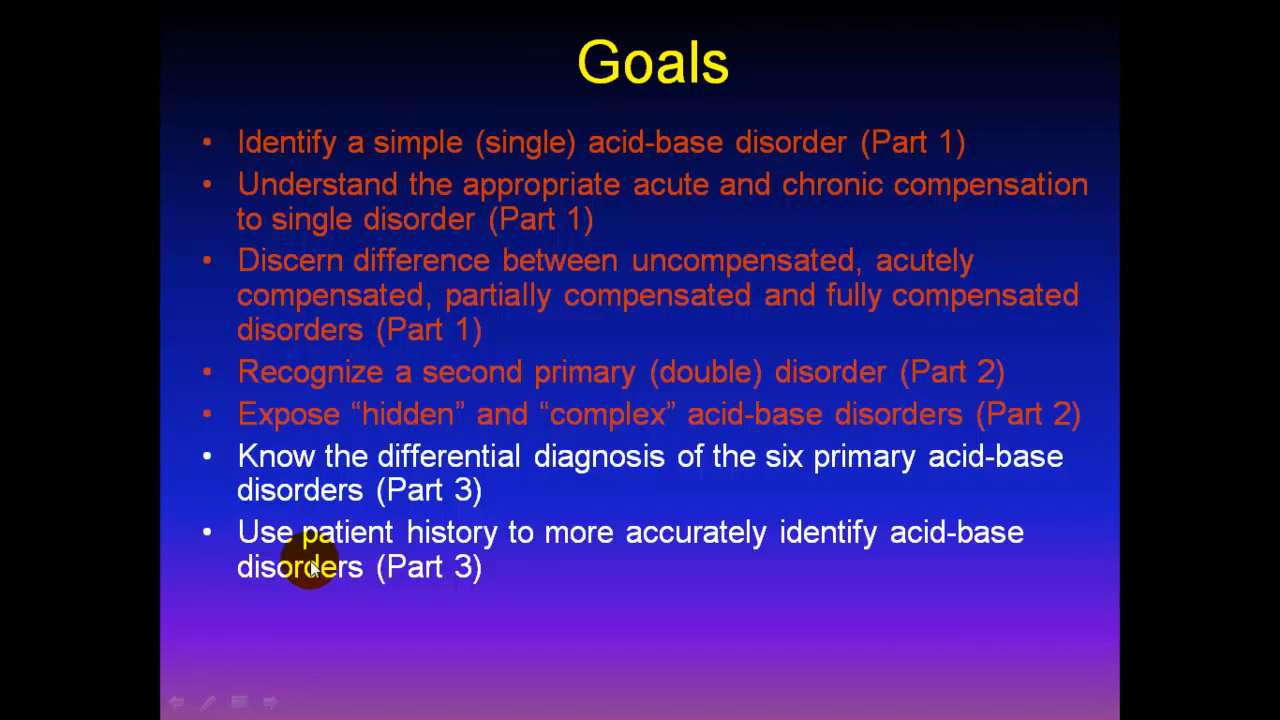 Goals
• Identify a simple (single) acid-base disorder (Part 1)
• Understand the appropriate acute and chronic compensation
to single disorder (Part 1)
• Discern difference between uncompensated, acutely
compensated, partially compensated and fully compensated
disorders (Part 1)
• Recognize a second primary (double) disorder (Part 2)
• Expose “hidden” and “complex” acid-base disorders (Part 2)
• Know the differential diagnosis of the six primary acid-base
disorders (Part 3)
• Use patient history to more accurately identify acid-base
disorders (Part 3)